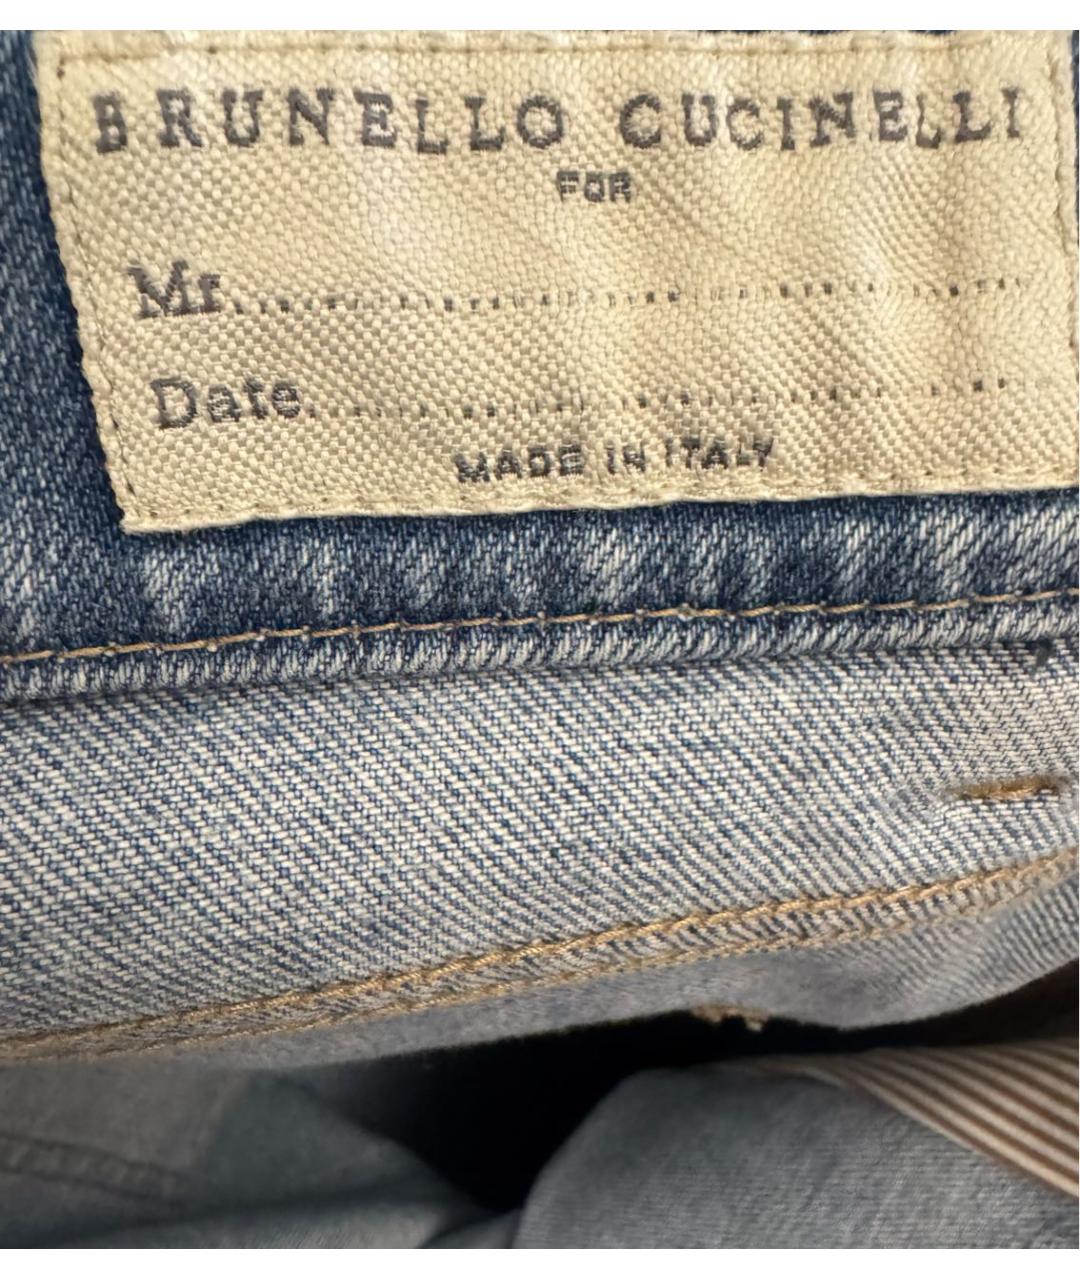 BRUNELLO CUCINELLI
FOR
Mr..................................................
Date..............................................
MADE IN ITALY